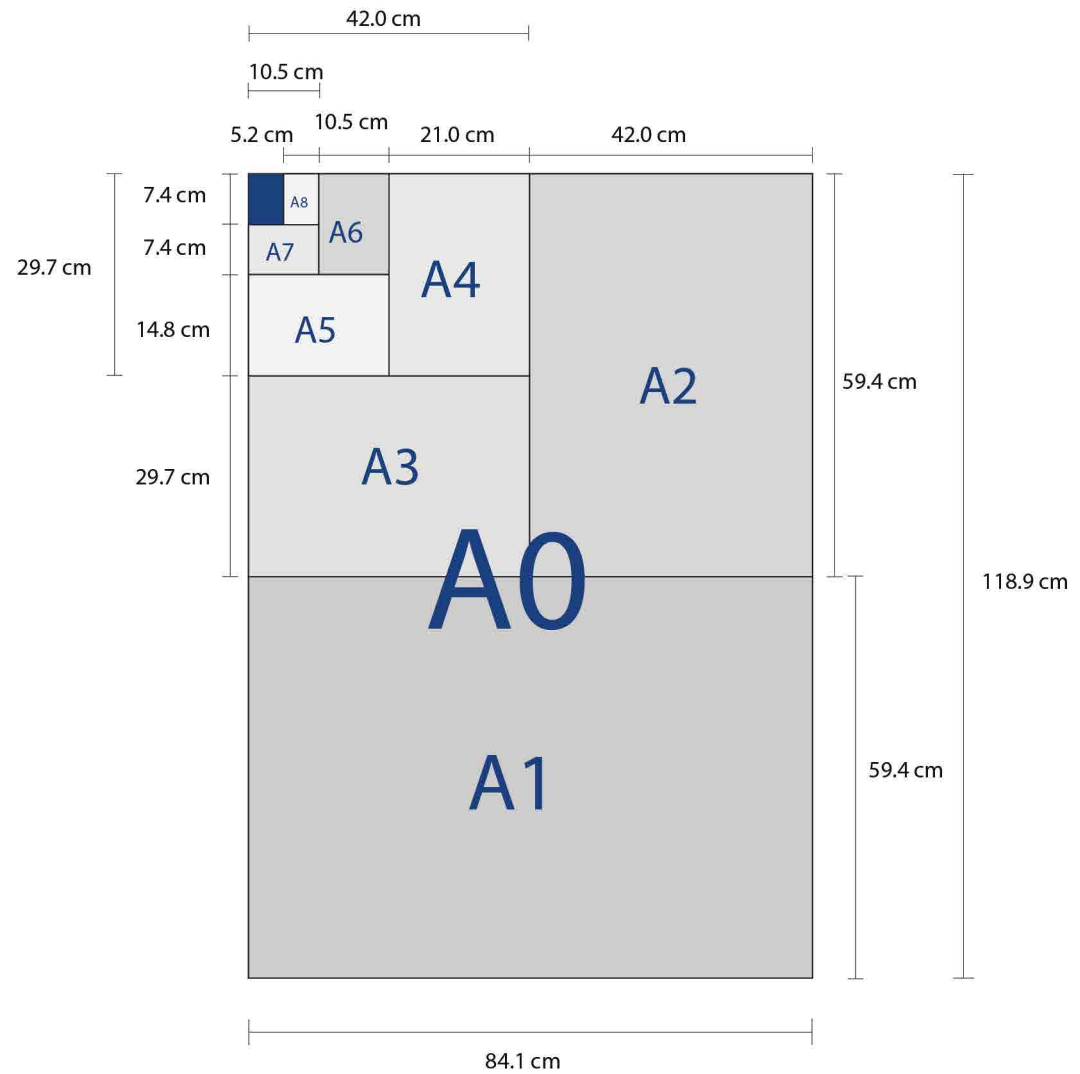 42.0 cm
10.5 cm
10.5 cm
5.2 cm
21.0 cm
42.0 cm
7.4 cm
A8
A6
7.4 cm
A7
29.7 cm
A4
14.8 cm
A5
59.4 cm
A2
29.7 cm
A3
A0
118.9 cm
59.4 cm
A1
84.1 cm